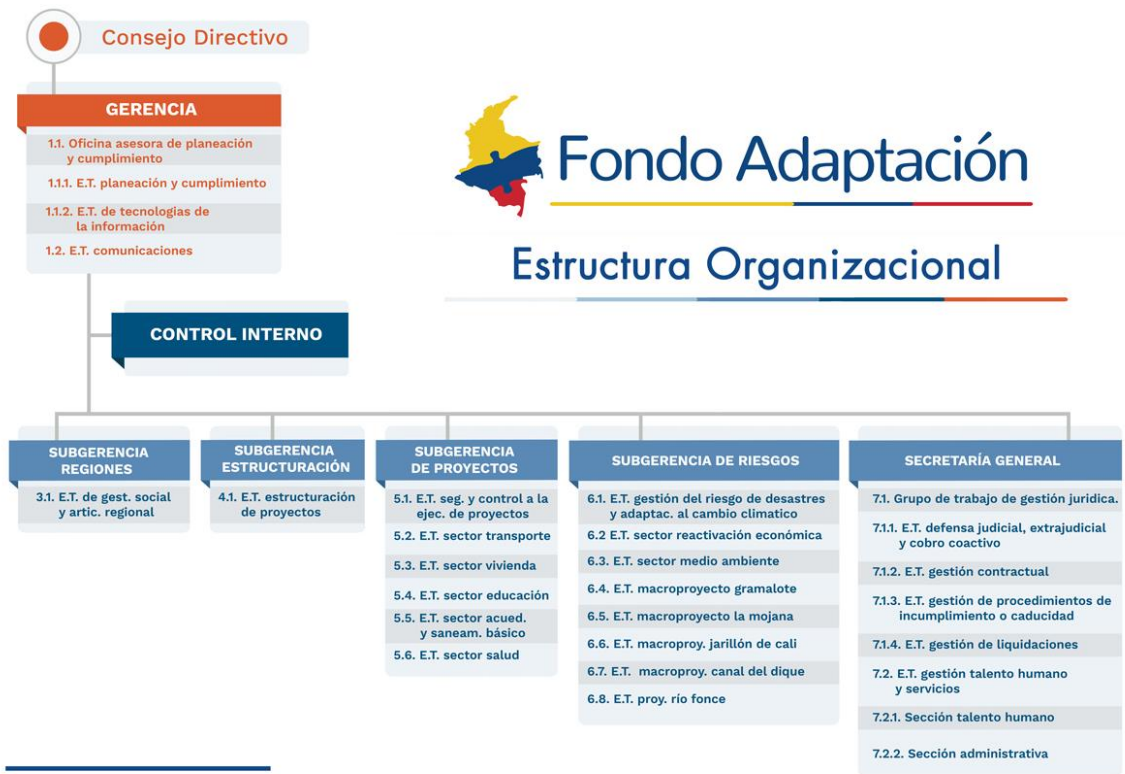 Consejo Directivo
GERENCIA
1.1. Oficina asesora de planeación
y cumplimiento
1.1.1. E.T. planeación y cumplimiento
1.1.2. E.T. de tecnologias de
la información
1.2. E.T. comunicaciones
Fondo Adaptación
Estructura Organizacional
CONTROL INTERNO
SUBGERENCIA
REGIONES
3.1. E.T. de gest. social
y artic. regional
SUBGERENCIA
ESTRUCTURACIÓN
4.1. E.T. estructuración
de proyectos
SUBGERENCIA
DE PROYECTOS
5.1. E.T. seg. y control a la
ejec. de proyectos
5.2. E.T. sector transporte
5.3. E.T. sector vivienda
5.4. E.T. sector educación
5.5. E.T. sector acued.
y saneam. básico
5.6. E.T. sector salud
SUBGERENCIA DE RIESGOS
6.1. E.T. gestión del riesgo de desastres
y adaptac. al cambio climatico
6.2 E.T. sector reactivación económica
6.3. E.T. sector medio ambiente
6.4. E.T. macroproyecto gramalote
6.5. E.T. macroproyecto la mojana
6.6. E.T. macroproy. jarillón de cali
6.7. E.T. macroproy. canal del dique
6.8. E.T. proy. río fonce
SECRETARÍA GENERAL
7.1. Grupo de trabajo de gestión juridica.
7.1.1. E.T. defensa judicial, extrajudicial
y cobro coactivo
7.1.2. E.T. gestión contractual
7.1.3. E.T. gestión de procedimientos de
incumplimiento o caducidad
7.1.4. E.T. gestión de liquidaciones
7.2. E.T. gestión talento humano
y servicios
7.2.1. Sección talento humano
7.2.2. Sección administrativa